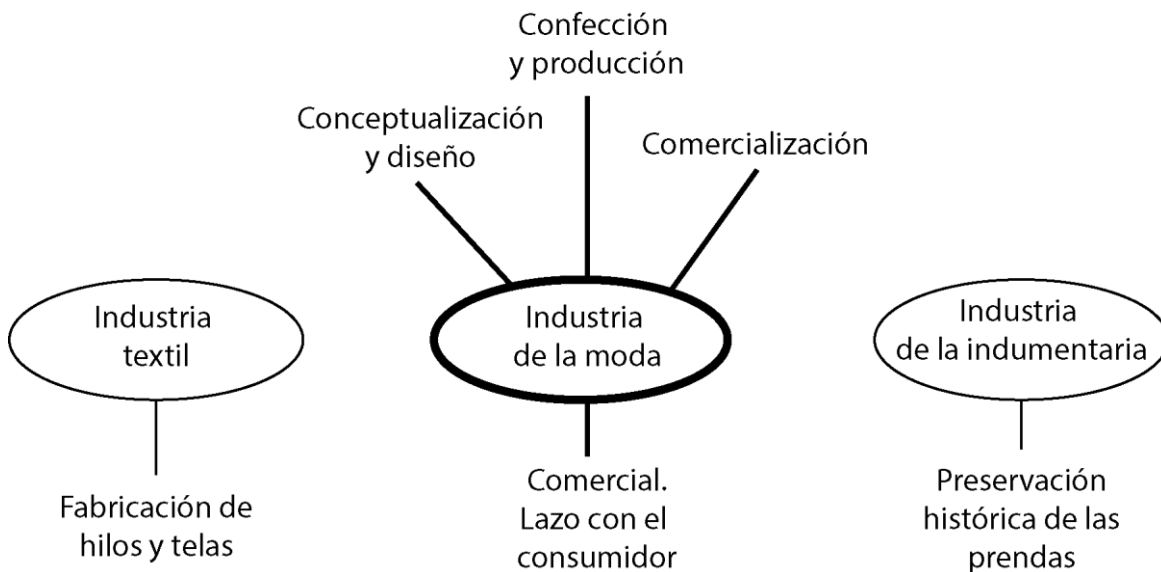 Confección
y producción
Conceptualización
y diseño
Comercialización
Industria
textil
Industria
de la moda
Industria
de la indumentaria
Fabricación de
hilos y telas
Comercial.
Lazo con el
consumidor
Preservación
histórica de las
prendas